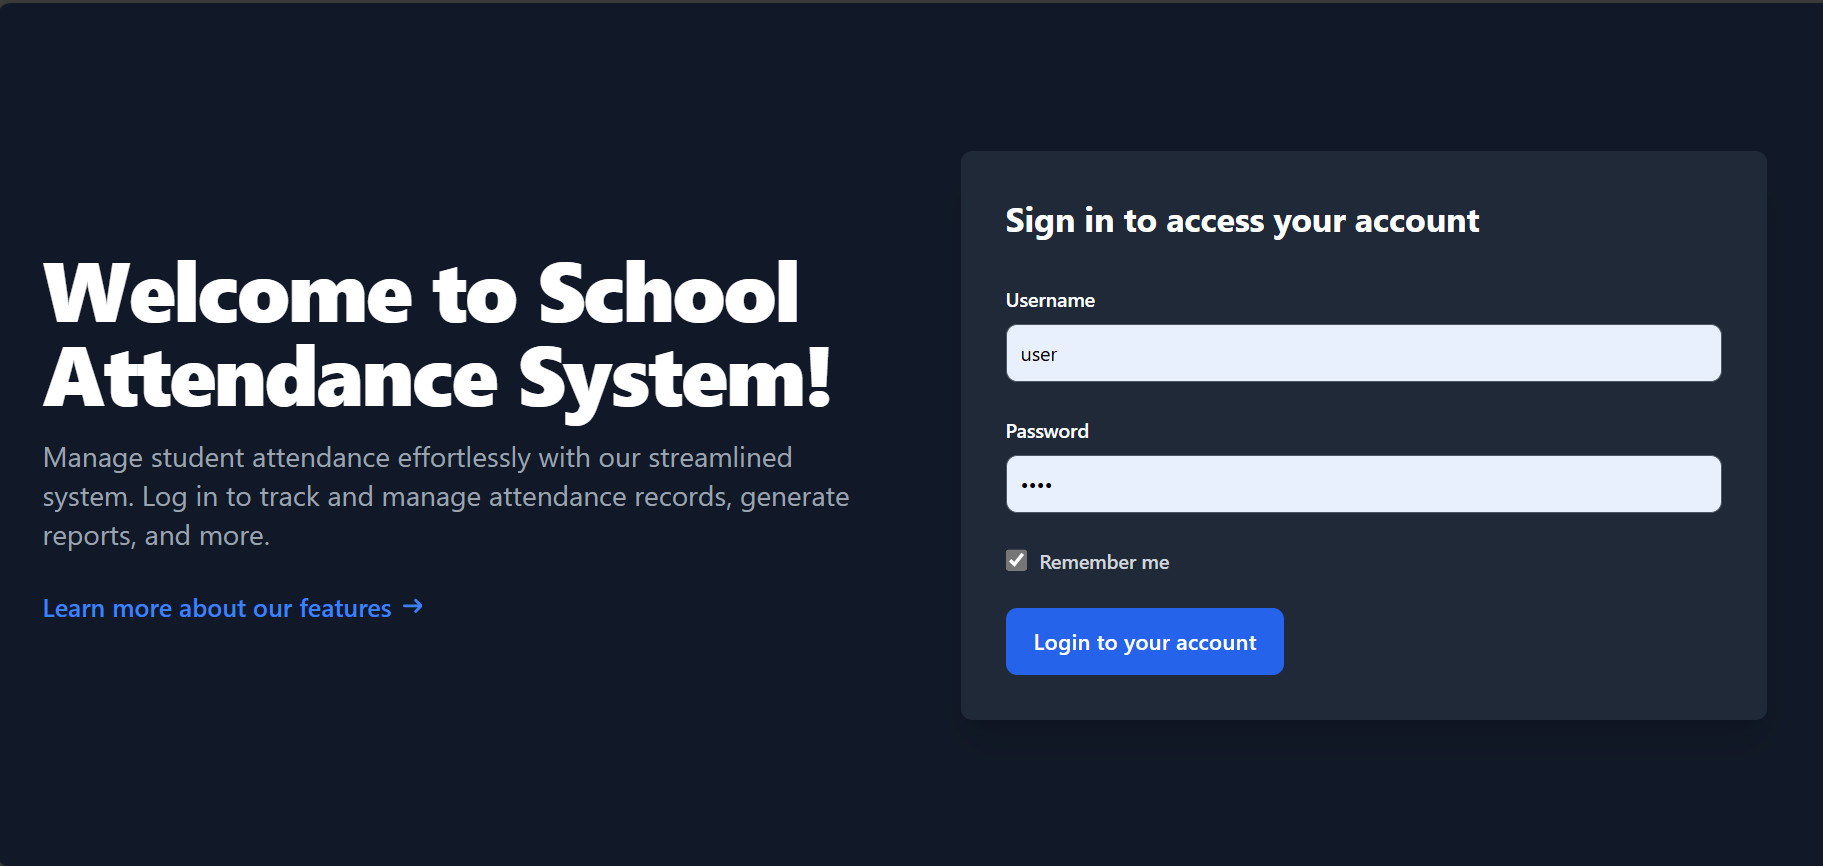 Welcome to School
Attendance System!
Manage student attendance effortlessly with our streamlined
system. Log in to track and manage attendance records, generate
reports, and more.
Learn more about our features →
Sign in to access your account
Username
user
Password
••••
Remember me
Login to your account